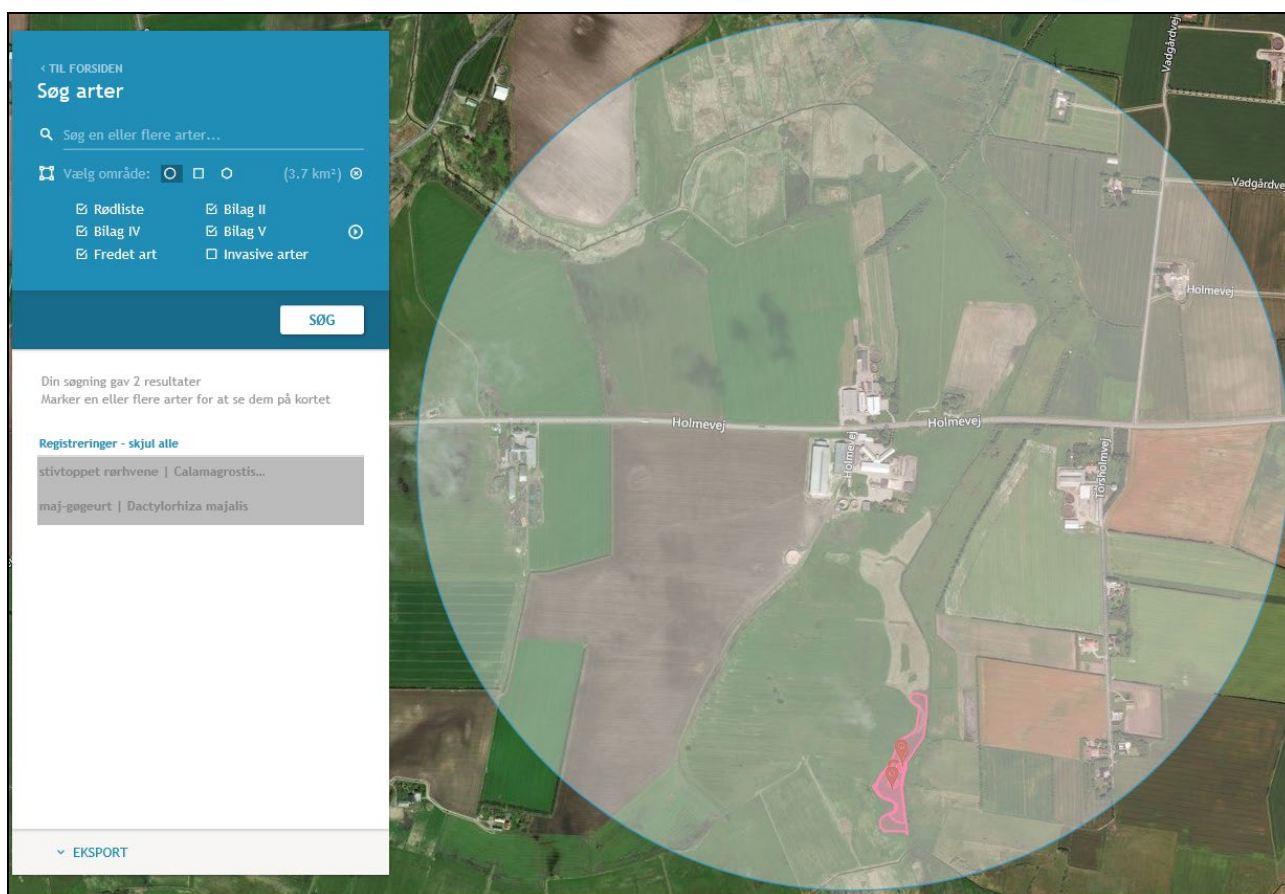 ‹ TIL FORSIDEN
Søg arter
Søg en eller flere arter...
Vælg område: (3.7 km²)
Rødliste Bilag II
Bilag IV Bilag V
Fredet art Invasive arter
SØG
Din søgning gav 2 resultater
Marker en eller flere arter for at se dem på kortet
Registreringer - skjul alle
stivtoppet rørhvene | Calamagrostis...
maj-gøgeurt | Dactylorhiza majalis
EKSPORT
Vadgårdvej
Vadgårdvej
Holmevej
Holmevej
Holmevej
Holmevej
Torsholmvej